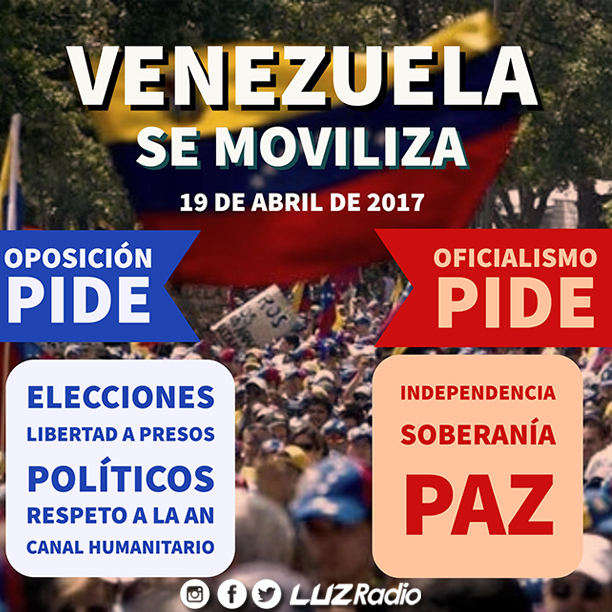 VENEZUELA
SE MOVILIZA
19 DE ABRIL DE 2017
OPOSICIÓN
PIDE
ELECCIONES
LIBERTAD A PRESOS
POLÍTICOS
RESPETO A LA AN
CANAL HUMANITARIO
OFICIALISMO
PIDE
INDEPENDENCIA
SOBERANÍA
PAZ
LUZRadio